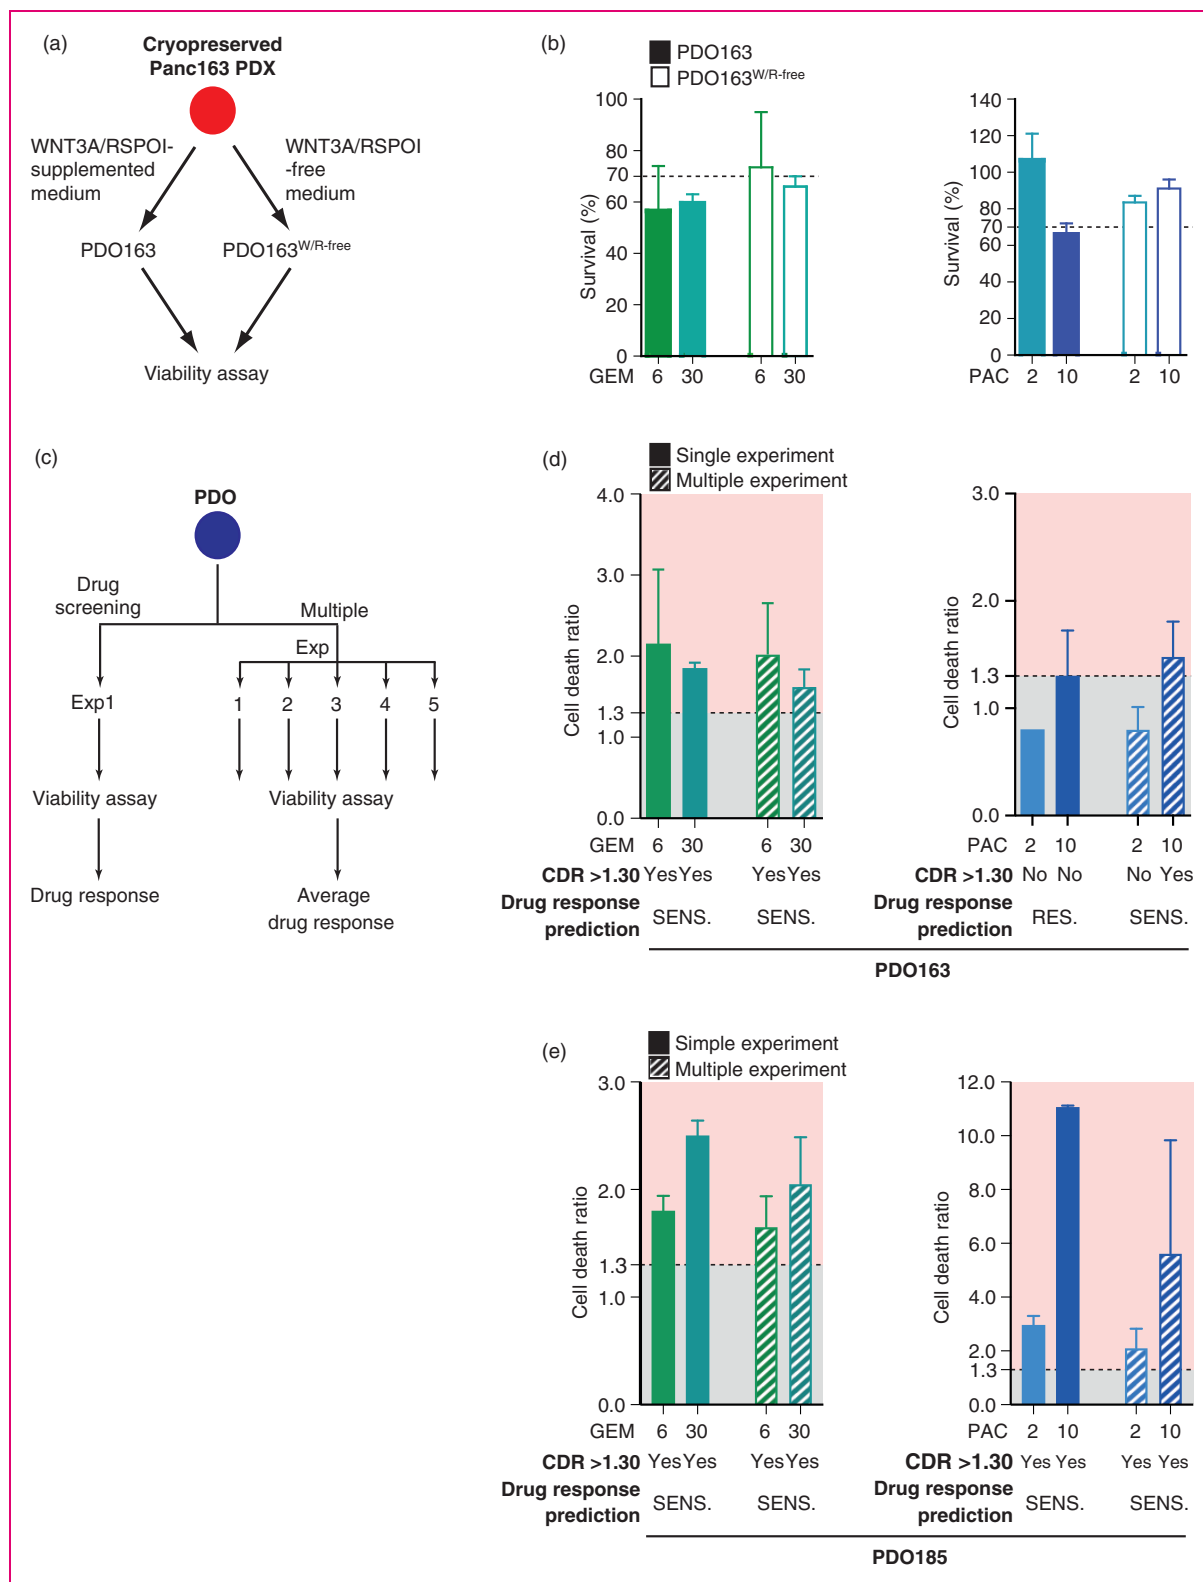 (a)
Cryopreserved
Panc163 PDX
WNT3A/RSPOI-
supplemented
medium
WNT3A/RSPOI
-free
medium
PDO163
PDO163W/R-free
Viability assay
(b)
PDO163
PDO163W/R-free
100
80
70
60
40
20
0
Survival (%)
GEM 6 30 6 30
140
120
100
80
70
60
40
20
0
Survival (%)
PAC 2 10 2 10
(c)
PDO
Drug
screening
Multiple
Exp
Exp1
1 2 3 4 5
Viability assay
Viability assay
Drug response
Average
drug response
(d)
Single experiment
Multiple experiment
4.0
3.0
2.0
1.3
1.0
0.0
Cell death ratio
GEM 6 30 6 30
CDR >1.30 Yes Yes Yes Yes
Drug response
prediction
SENS. SENS.
3.0
2.0
1.3
1.0
0.0
Cell death ratio
PAC 2 10 2 10
CDR >1.30 No No No Yes
Drug response
prediction
RES. SENS.
PDO163
(e)
Simple experiment
Multiple experiment
3.0
2.0
1.3
1.0
0.0
Cell death ratio
GEM 6 30 6 30
CDR >1.30 Yes Yes Yes Yes
Drug response
prediction
SENS. SENS.
12.0
10.0
8.0
6.0
4.0
2.0
1.3
0.0
Cell death ratio
PAC 2 10 2 10
CDR >1.30 Yes Yes Yes Yes
Drug response
prediction
SENS. SENS.
PDO185